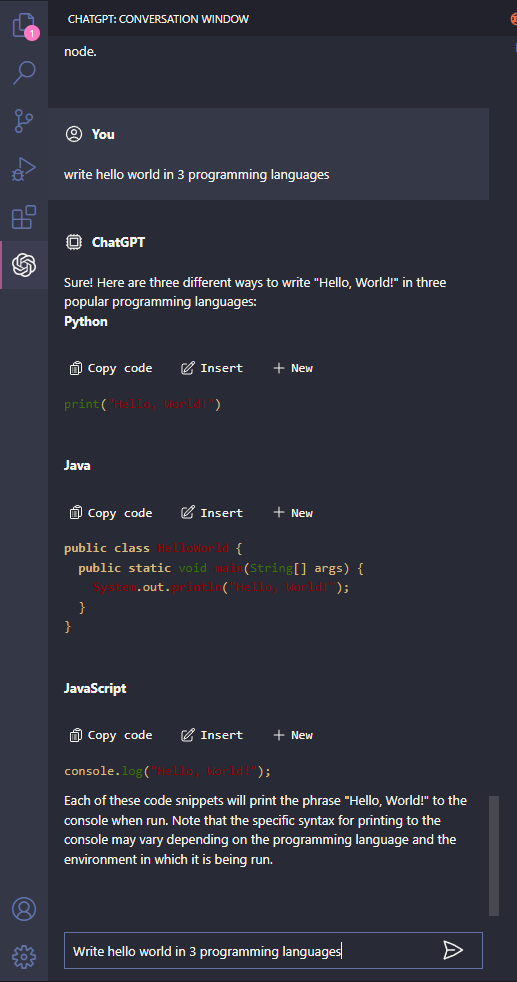 CHATGPT: CONVERSATION WINDOW
1
node.
You
write hello world in 3 programming languages
ChatGPT
Sure! Here are three different ways to write "Hello, World!" in three
popular programming languages:
Python
Copy code Insert New
print("Hello, World!")
Java
Copy code Insert New
public class HelloWorld {
public static void main(String[] args) {
System.out.println("Hello, World!");
}
}
JavaScript
Copy code Insert New
console.log("Hello, World!");
Each of these code snippets will print the phrase "Hello, World!" to the
console when run. Note that the specific syntax for printing to the
console may vary depending on the programming language and the
environment in which it is being run.
Write hello world in 3 programming languages